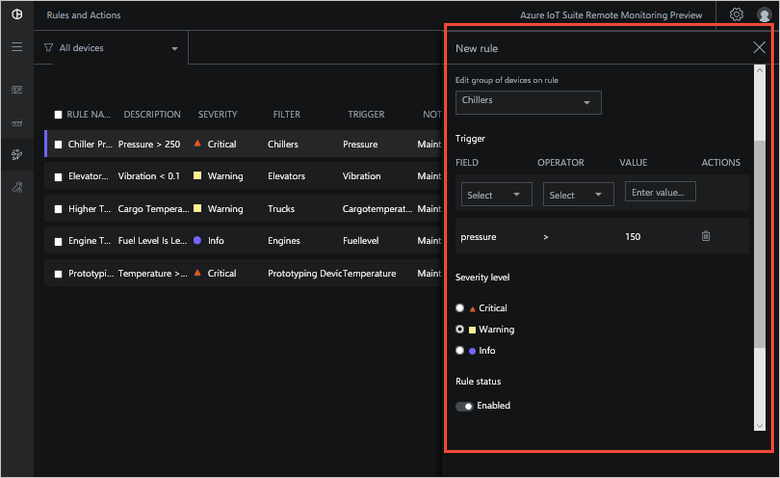 Rules and Actions
Azure IoT Suite Remote Monitoring Preview
All devices
RULE NA... DESCRIPTION SEVERITY FILTER TRIGGER NOT
Chiller Pr... Pressure > 250 Critical Chillers Pressure Maint
Elevator... Vibration < 0.1 Warning Elevators Vibration Maint
Higher T... Cargo Tempera... Warning Trucks Cargotemperat... Maint
Engine T... Fuel Level Is Le... Info Engines Fuellevel Maint
Prototypi... Temperature >... Critical Prototyping Devic Temperature Maint
New rule
Edit group of devices on rule
Chillers
Trigger
FIELD OPERATOR VALUE ACTIONS
Select Select Enter value...
pressure > 150
Severity level
Critical
Warning
Info
Rule status
Enabled